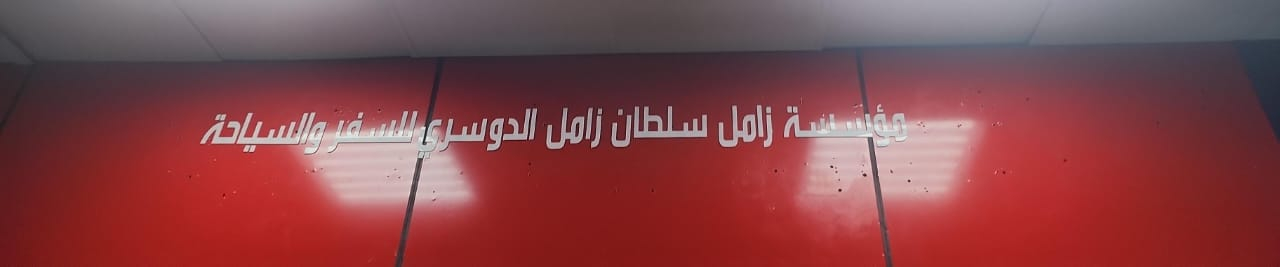 مؤسسة زامل سلطان زامل الدوسري للسفر والسياحة